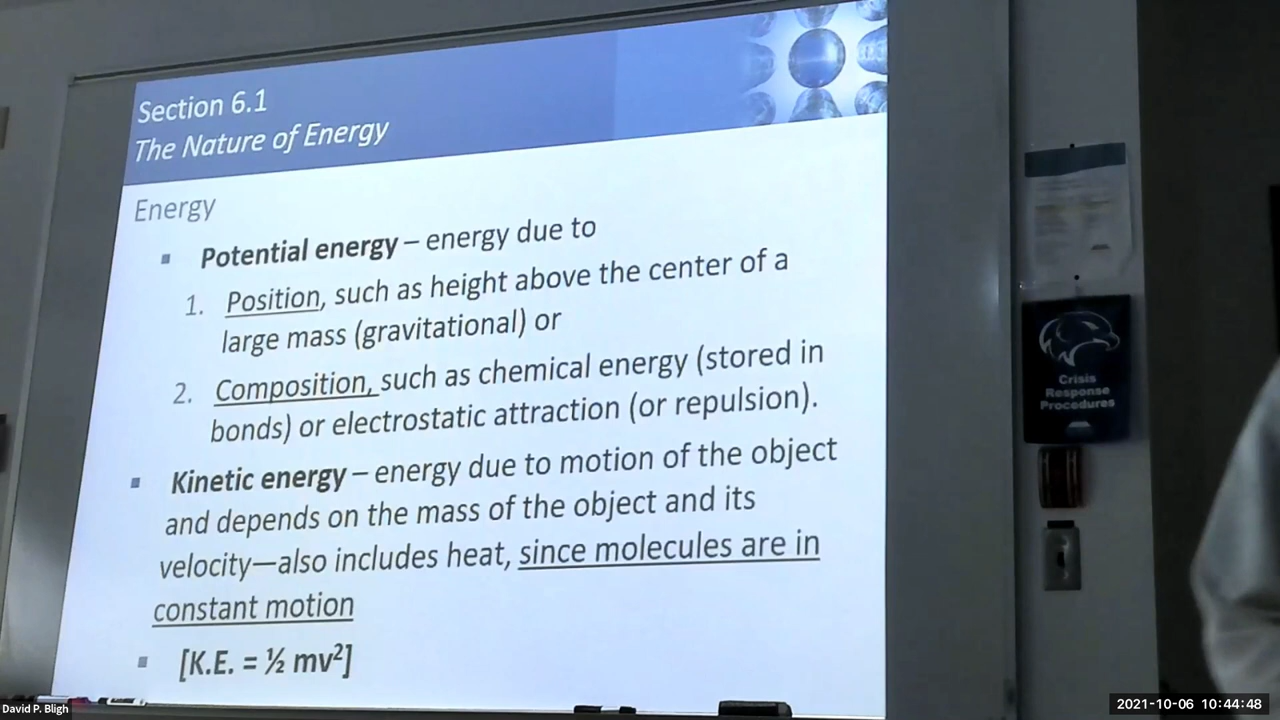 Section 6.1
The Nature of Energy
Energy
▪ Potential energy – energy due to
1. Position, such as height above the center of a
large mass (gravitational) or
2. Composition, such as chemical energy (stored in
bonds) or electrostatic attraction (or repulsion).
▪ Kinetic energy – energy due to motion of the object
and depends on the mass of the object and its
velocity—also includes heat, since molecules are in
constant motion
▪ [K.E. = ½ mv²]
Crisis
Response
Procedures
David P. Bligh
2021-10-06 10:44:48